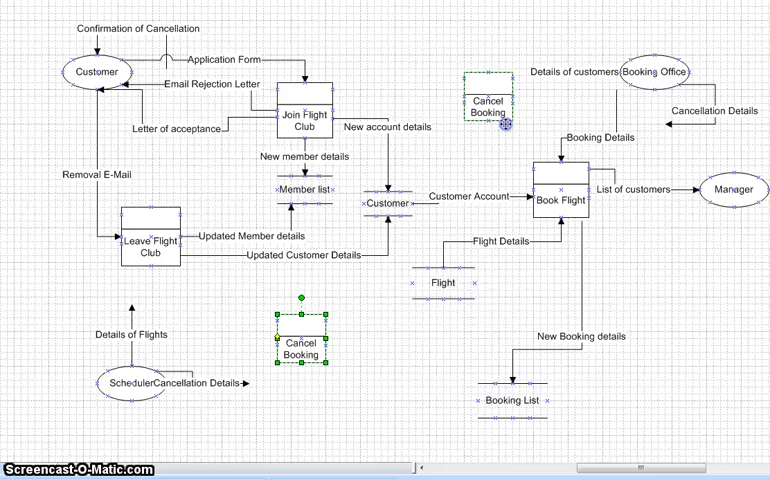 Confirmation of Cancellation
Customer
Application Form
Email Rejection Letter
Letter of acceptance
Join Flight
Club
New account details
New member details
Removal E-Mail
Member list
Customer
Customer Account
Leave Flight
Club
Updated Member details
Updated Customer Details
Cancel
Booking
Details of customers
Booking Office
Cancellation Details
Booking Details
Book Flight
List of customers
Manager
Flight Details
Flight
Details of Flights
Cancel
Booking
New Booking details
Scheduler
Cancellation Details
Booking List
Screencast-O-Matic.com